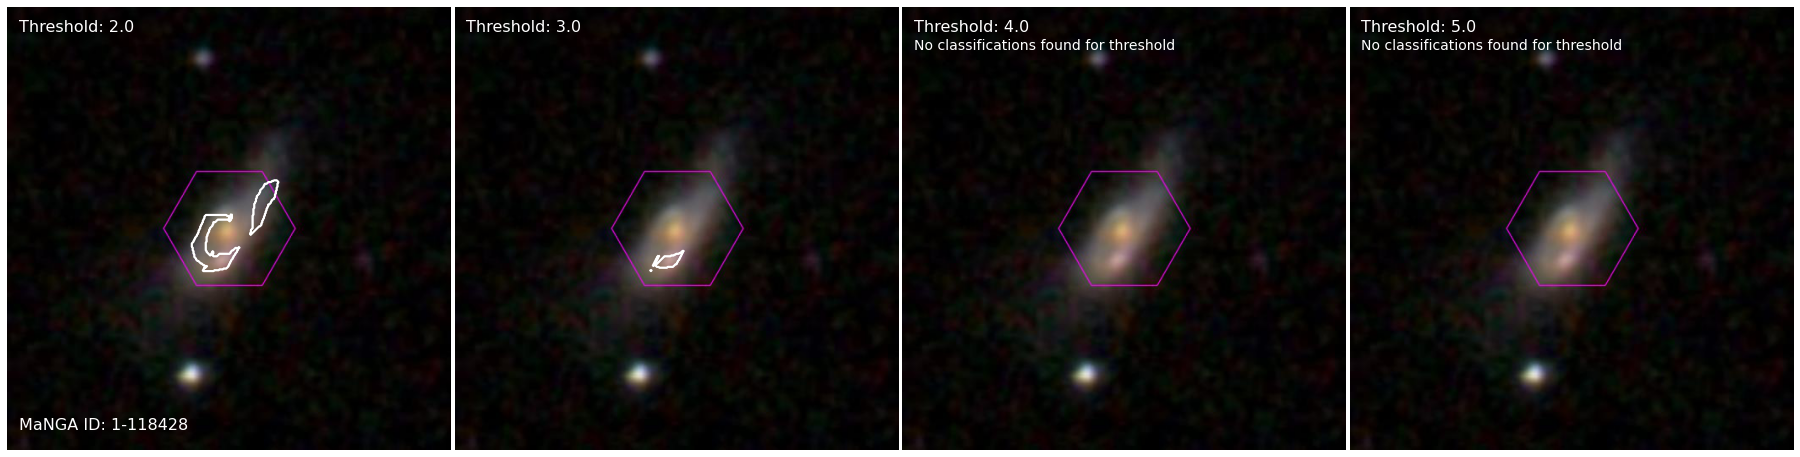 Threshold: 2.0
MaNGA ID: 1-118428
Threshold: 3.0
Threshold: 4.0
No classifications found for threshold
Threshold: 5.0
No classifications found for threshold